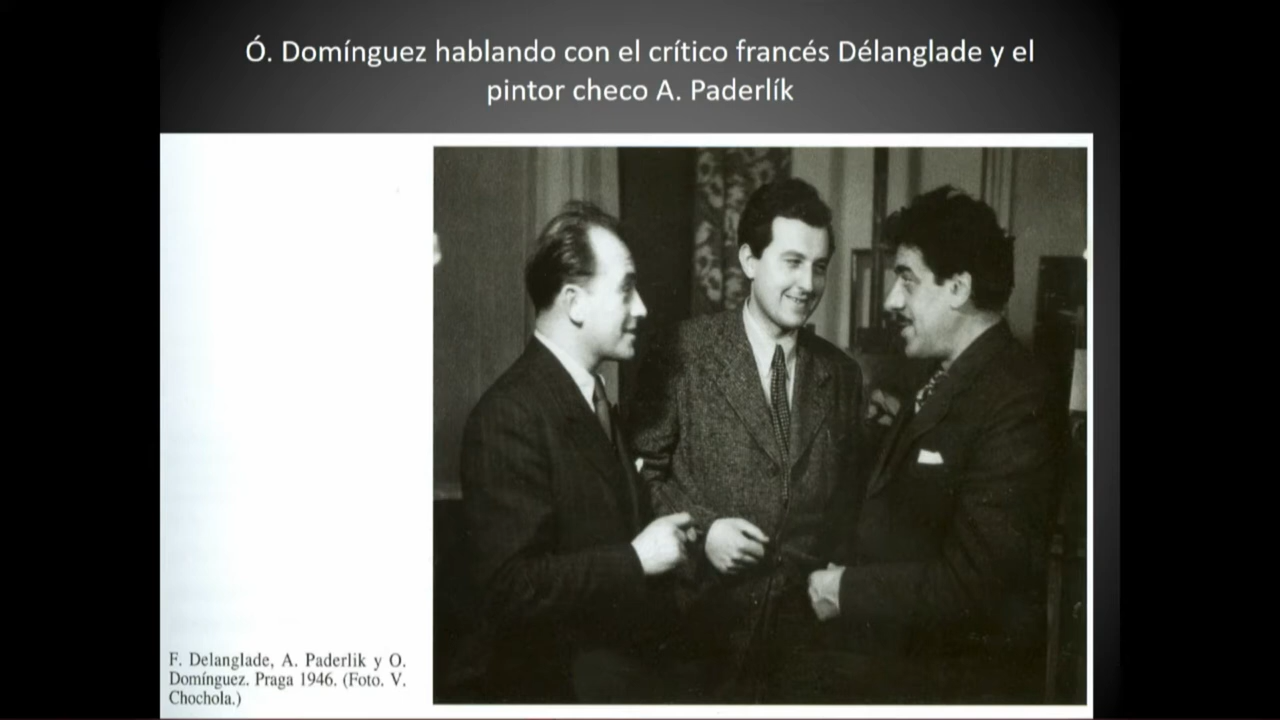 Ó. Domínguez hablando con el crítico francés Délanglade y el
pintor checo A. Paderlík
F. Delanglade, A. Paderlik y O.
Domínguez. Praga 1946. (Foto. V.
Chochola.)